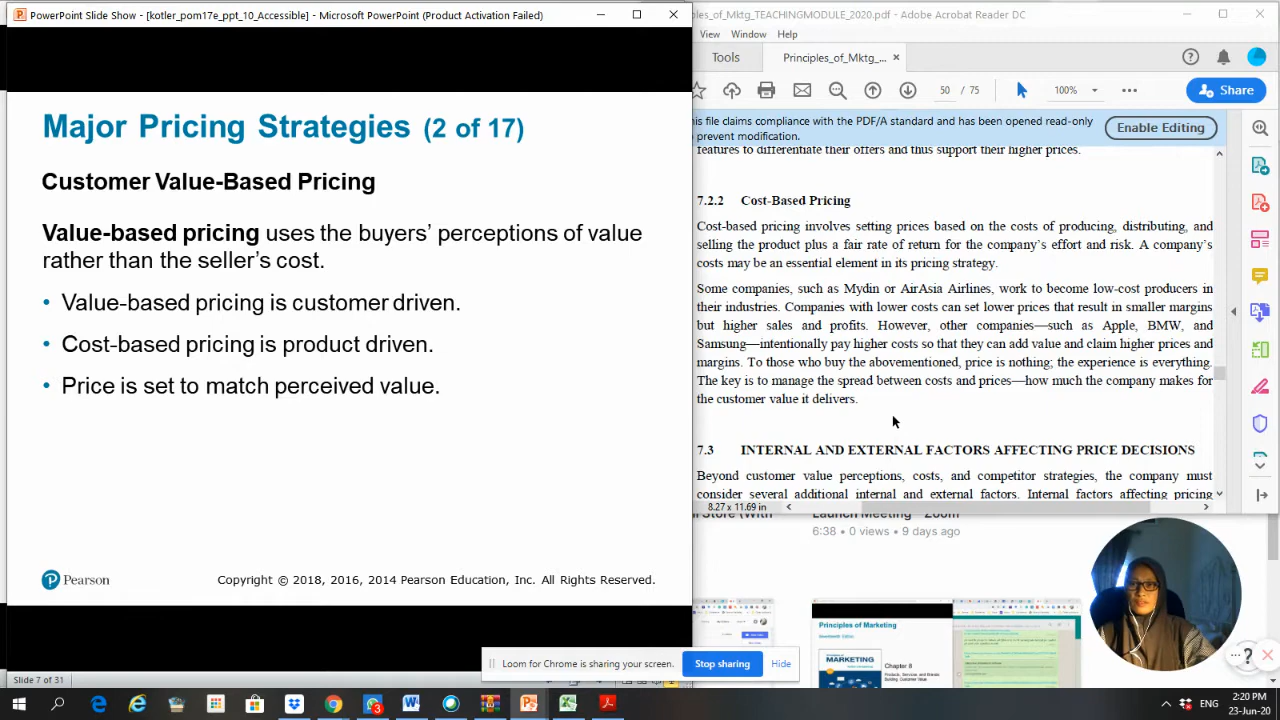 PowerPoint Slide Show - [kotler_pom17e_ppt_10_Accessible] - Microsoft PowerPoint (Product Activation Failed)
Major Pricing Strategies (2 of 17)
Customer Value-Based Pricing
Value-based pricing uses the buyers' perceptions of value
rather than the seller's cost.
• Value-based pricing is customer driven.
• Cost-based pricing is product driven.
• Price is set to match perceived value.
Pearson
Copyright © 2018, 2016, 2014 Pearson Education, Inc. All Rights Reserved.
Slide 7 of 31
ples_of_Mktg_TEACHINGMODULE_2020.pdf - Adobe Acrobat Reader DC
View Window Help
Tools
Principles_of_Mktg_... ×
50 / 75
100%
Share
his file claims compliance with the PDF/A standard and has been opened read-only
prevent modification.
Enable Editing
features to differentiate their offers and thus support their higher prices.
7.2.2 Cost-Based Pricing
Cost-based pricing involves setting prices based on the costs of producing, distributing, and
selling the product plus a fair rate of return for the company's effort and risk. A company's
costs may be an essential element in its pricing strategy.
Some companies, such as Mydin or AirAsia Airlines, work to become low-cost producers in
their industries. Companies with lower costs can set lower prices that result in smaller margins
but higher sales and profits. However, other companies—such as Apple, BMW, and
Samsung—intentionally pay higher costs so that they can add value and claim higher prices and
margins. To those who buy the abovementioned, price is nothing; the experience is everything.
The key is to manage the spread between costs and prices—how much the company makes for
the customer value it delivers.
7.3 INTERNAL AND EXTERNAL FACTORS AFFECTING PRICE DECISIONS
Beyond customer value perceptions, costs, and competitor strategies, the company must
consider several additional internal and external factors. Internal factors affecting pricing
8.27 x 11.69 in
Store (With
Launch Meeting - Zoom
6:38 • 0 views • 9 days ago
Principles of Marketing
MARKETING
Chapter 8
Products, Services and Brands:
Building Customer Value
Loom for Chrome is sharing your screen.
Stop sharing
Hide
3
ENG
2:20 PM
23-Jun-20